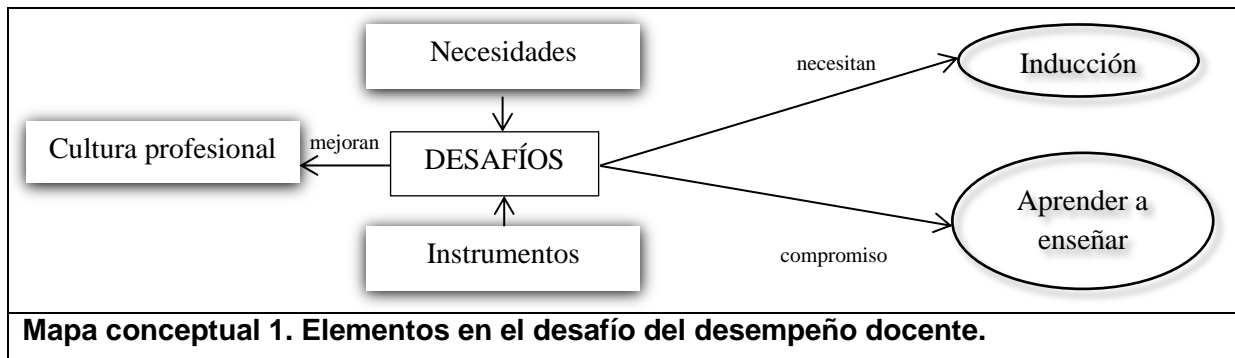 Necesidades
necesitan
Inducción
Cultura profesional
mejoran
DESAFÍOS
Instrumentos
compromiso
Aprender a
enseñar
Mapa conceptual 1. Elementos en el desafío del desempeño docente.